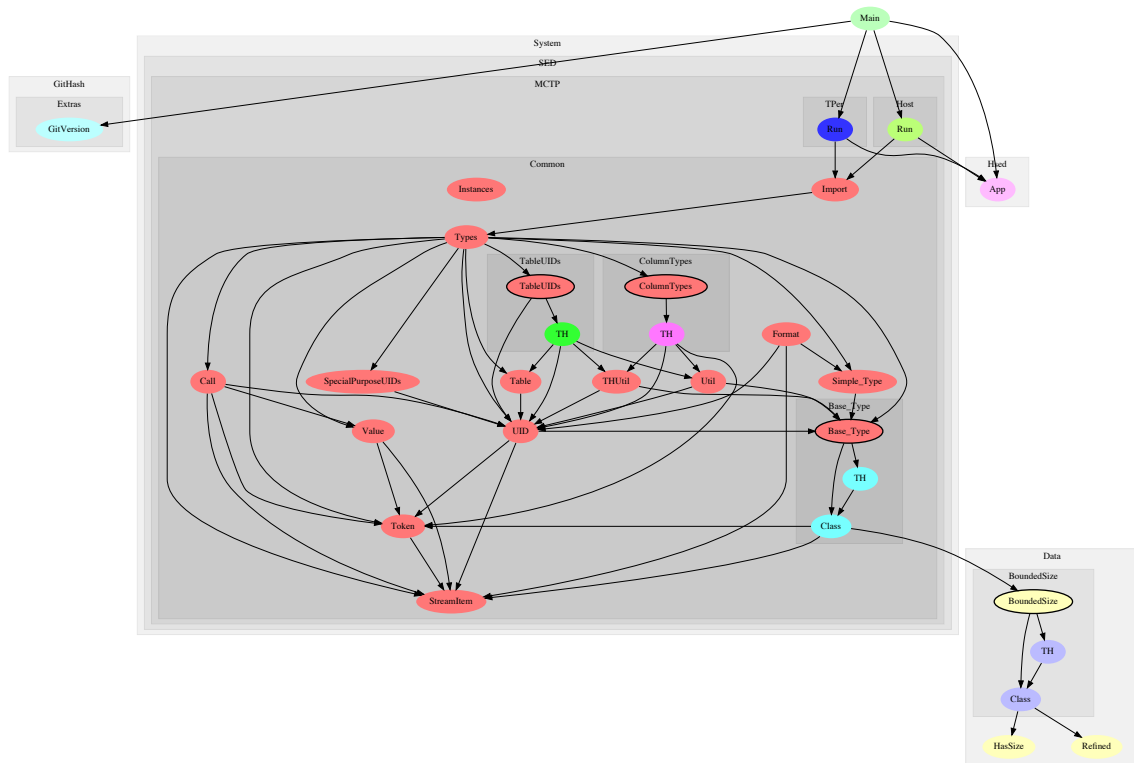 Main
System
SED
GitHash
MCTP
Extras
TPer
Host
GitVersion
Run
Run
Common
Hsed
Instances
Import
App
Types
TableUIDs
ColumnTypes
TableUIDs
ColumnTypes
TH
TH
Format
Call
SpecialPurposeUIDs
Table
THUtil
Util
Simple_Type
Base_Type
Value
UID
Base_Type
TH
Token
Class
Data
BoundedSize
StreamItem
BoundedSize
TH
Class
HasSize
Refined